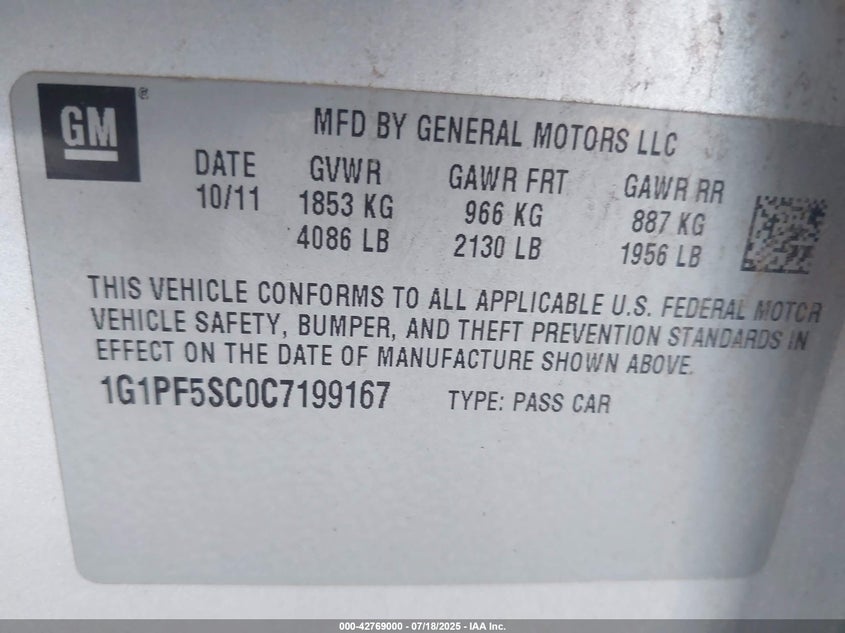 GM®
MFD BY GENERAL MOTORS LLC
DATE GVWR GAWR FRT GAWR RR
10/11 1853 KG 966 KG 887 KG
4086 LB 2130 LB 1956 LB
THIS VEHICLE CONFORMS TO ALL APPLICABLE U.S. FEDERAL MOTOR
VEHICLE SAFETY, BUMPER, AND THEFT PREVENTION STANDARDS IN
EFFECT ON THE DATE OF MANUFACTURE SHOWN ABOVE.
1G1PF5SC0C7199167 TYPE: PASS CAR
000-42769000 - 07/18/2025 - IAA Inc.